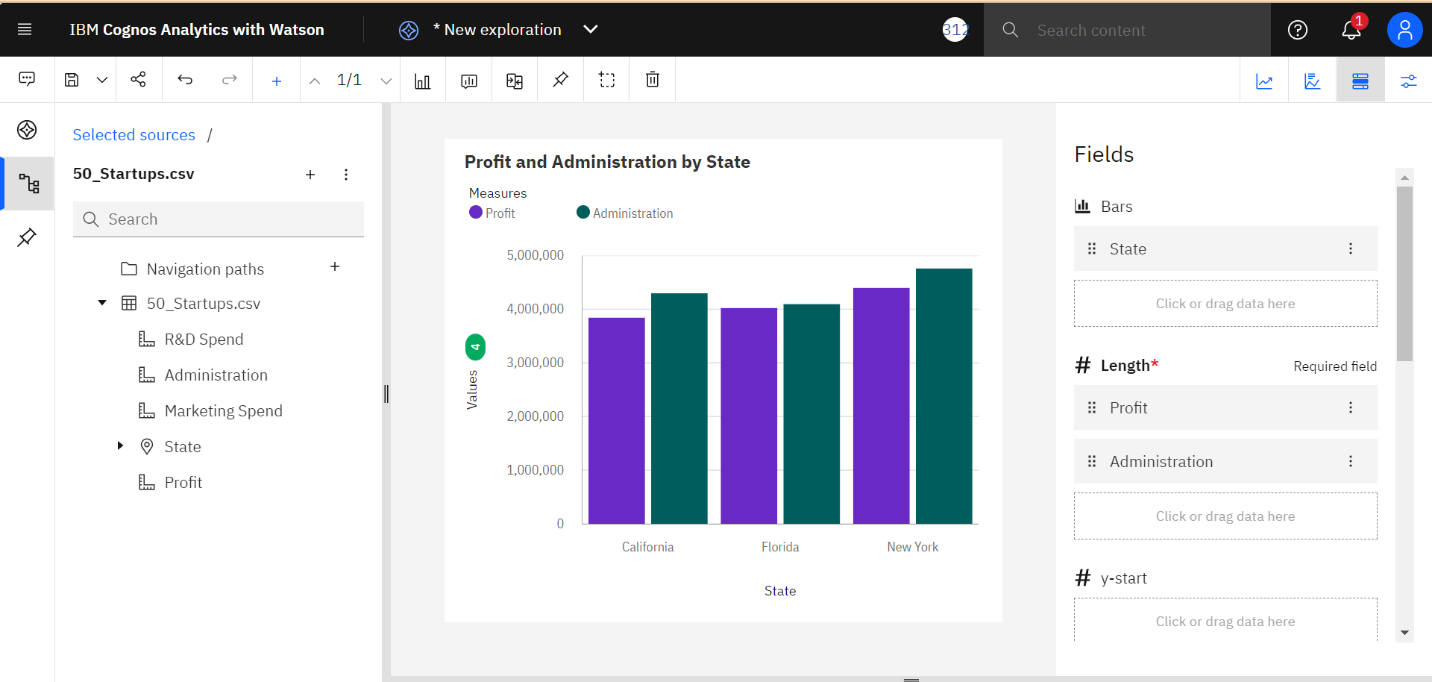 IBM Cognos Analytics with Watson
* New exploration
312
Search content
1
1/1
Selected sources /
50_Startups.csv
Search
Navigation paths
50_Startups.csv
R&D Spend
Administration
Marketing Spend
State
Profit
Profit and Administration by State
Measures
Profit
Administration
5,000,000
4,000,000
3,000,000
2,000,000
1,000,000
0
4
Values
California
Florida
New York
State
Fields
Bars
State
Click or drag data here
# Length*
Required field
Profit
Administration
Click or drag data here
# y-start
Click or drag data here